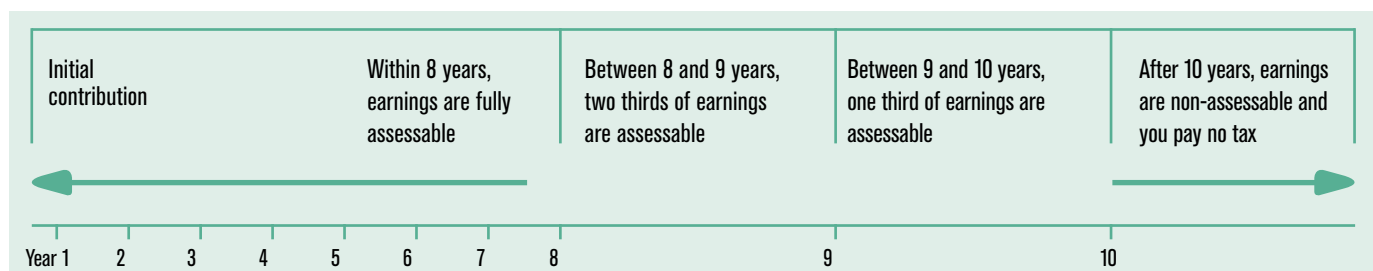 Initial
contribution
Within 8 years,
earnings are fully
assessable
Between 8 and 9 years,
two thirds of earnings
are assessable
Between 9 and 10 years,
one third of earnings are
assessable
After 10 years, earnings
are non-assessable and
you pay no tax
Year 1 2 3 4 5 6 7 8 9 10